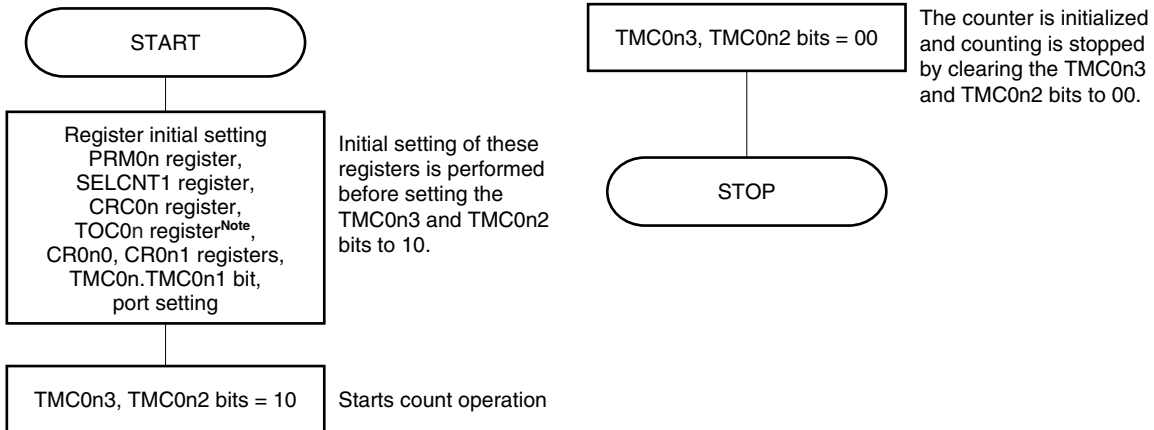 START
Register initial setting
PRM0n register,
SELCNT1 register,
CRC0n register,
TOC0n registerNote,
CR0n0, CR0n1 registers,
TMC0n.TMC0n1 bit,
port setting
Initial setting of these
registers is performed
before setting the
TMC0n3 and TMC0n2
bits to 10.
TMC0n3, TMC0n2 bits = 10
Starts count operation
TMC0n3, TMC0n2 bits = 00
The counter is initialized
and counting is stopped
by clearing the TMC0n3
and TMC0n2 bits to 00.
STOP